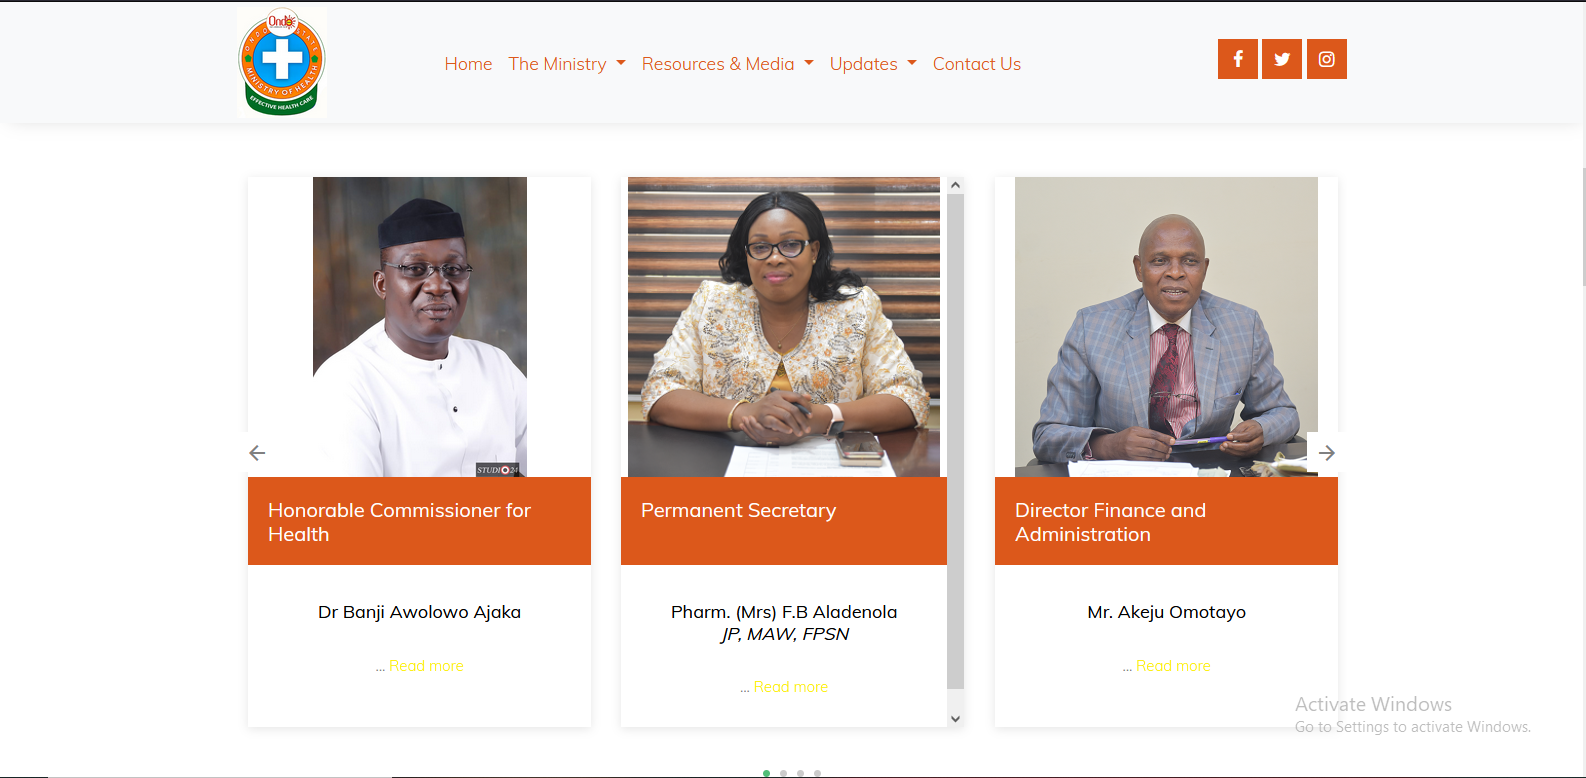 Ondo
ONDO STATE
MINISTRY OF HEALTH
EFFECTIVE HEALTH CARE
Home
The Ministry
Resources & Media
Updates
Contact Us
STUDIO24
Honorable Commissioner for
Health
Dr Banji Awolowo Ajaka
... Read more
Permanent Secretary
Pharm. (Mrs) F.B Aladenola
JP, MAW, FPSN
... Read more
Director Finance and
Administration
Mr. Akeju Omotayo
... Read more
Activate Windows
Go to Settings to activate Windows.